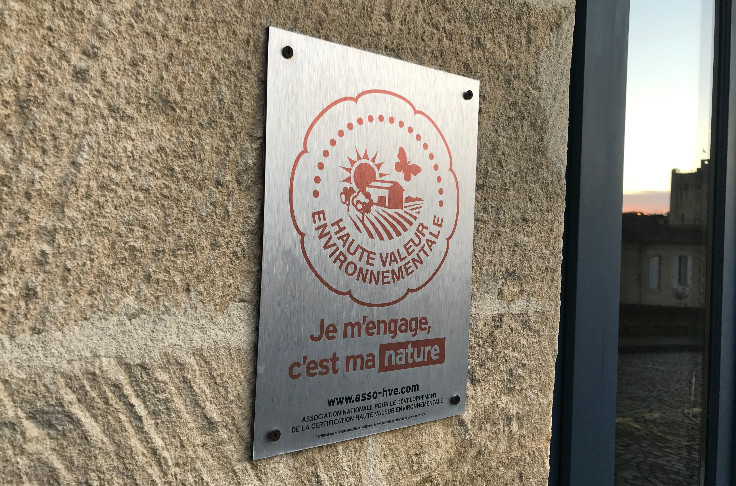 HAUTE VALEUR
ENVIRONNEMENTALE
Je m'engage,
c'est ma nature
www.asso-hve.com
ASSOCIATION NATIONALE POUR LE DÉVELOPPEMENT
DE LA CERTIFICATION HAUTE VALEUR ENVIRONNEMENTALE